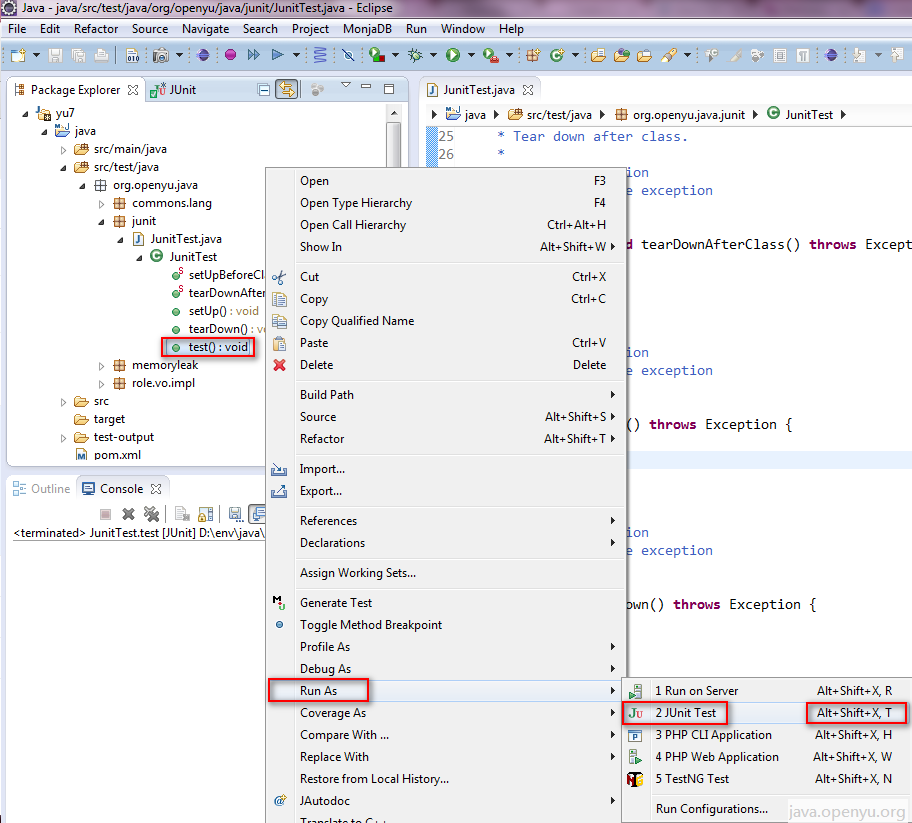 Java - java/src/test/java/org/openyu/java/junit/JunitTest.java - Eclipse
File Edit Refactor Source Navigate Search Project MonjaDB Run Window Help
Package Explorer JUnit
yu7
java
src/main/java
src/test/java
org.openyu.java
commons.lang
junit
JunitTest.java
JunitTest
setUpBeforeCl
tearDownAfter
setUp() : void
tearDown() : vo
test() : void
memoryleak
role.vo.impl
src
target
test-output
pom.xml
Outline Console
<terminated> JunitTest.test [JUnit] D:\env\java\
JunitTest.java
java src/test/java org.openyu.java.junit JunitTest
25 * Tear down after class.
26 *
ion
e exception
d tearDownAfterClass() throws Except
ion
e exception
() throws Exception {
ion
e exception
own() throws Exception {
Open F3
Open Type Hierarchy F4
Open Call Hierarchy Ctrl+Alt+H
Show In Alt+Shift+W
Cut Ctrl+X
Copy Ctrl+C
Copy Qualified Name
Paste Ctrl+V
Delete Delete
Build Path
Source Alt+Shift+S
Refactor Alt+Shift+T
Import...
Export...
References
Declarations
Assign Working Sets...
Generate Test
Toggle Method Breakpoint
Profile As
Debug As
Run As
Coverage As
Compare With ...
Replace With
Restore from Local History...
JAutodoc
Translate to C++
1 Run on Server Alt+Shift+X, R
2 JUnit Test Alt+Shift+X, T
3 PHP CLI Application Alt+Shift+X, H
4 PHP Web Application Alt+Shift+X, W
5 TestNG Test Alt+Shift+X, N
Run Configurations...
java.openyu.org